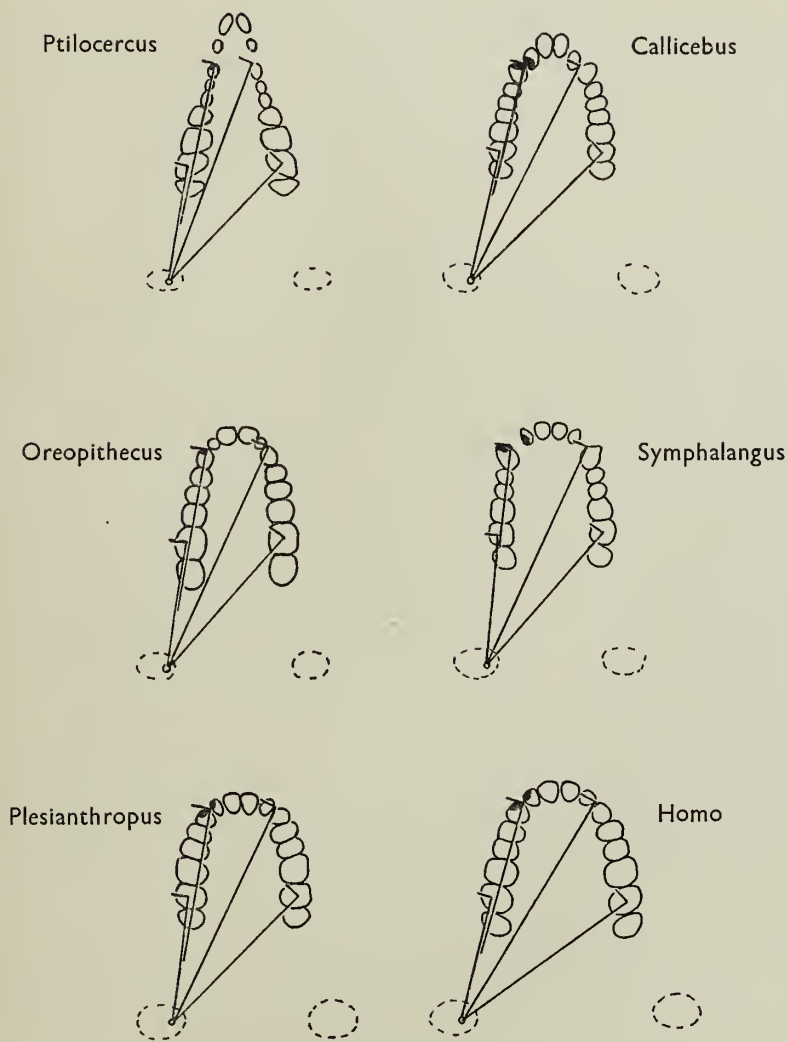 Ptilocercus
Callicebus
Oreopithecus
Symphalangus
Plesianthropus
Homo